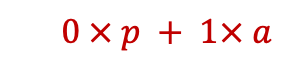 0 × p + 1× a